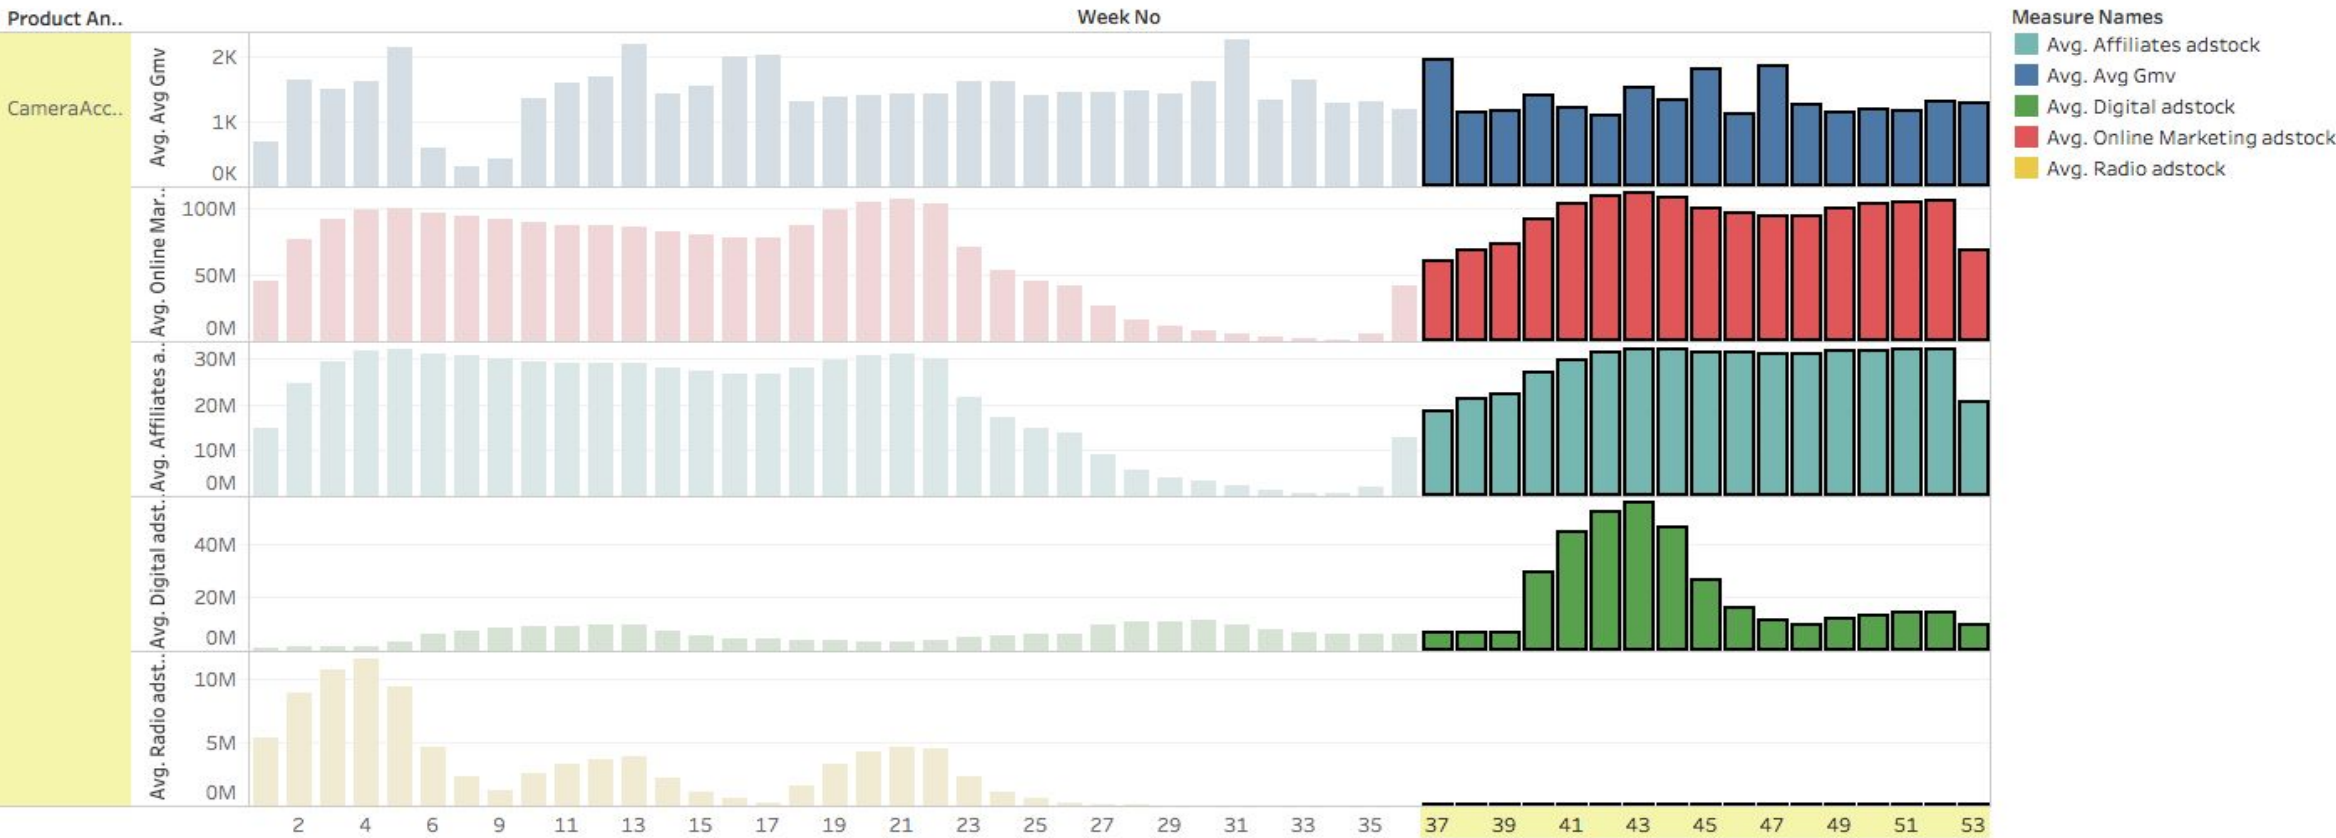 Product An..
Week No
Measure Names
Avg. Affiliates adstock
Avg. Avg Gmv
Avg. Digital adstock
Avg. Online Marketing adstock
Avg. Radio adstock
CameraAcc..
Avg. Avg Gmv
2K
1K
0K
Avg. Online Mar..
100M
50M
0M
Avg. Affiliates a..
30M
20M
10M
0M
Avg. Digital adst..
40M
20M
0M
Avg. Radio adst..
10M
5M
0M
2 4 6 9 11 13 15 17 19 21 23 25 27 29 31 33 35 37 39 41 43 45 47 49 51 53